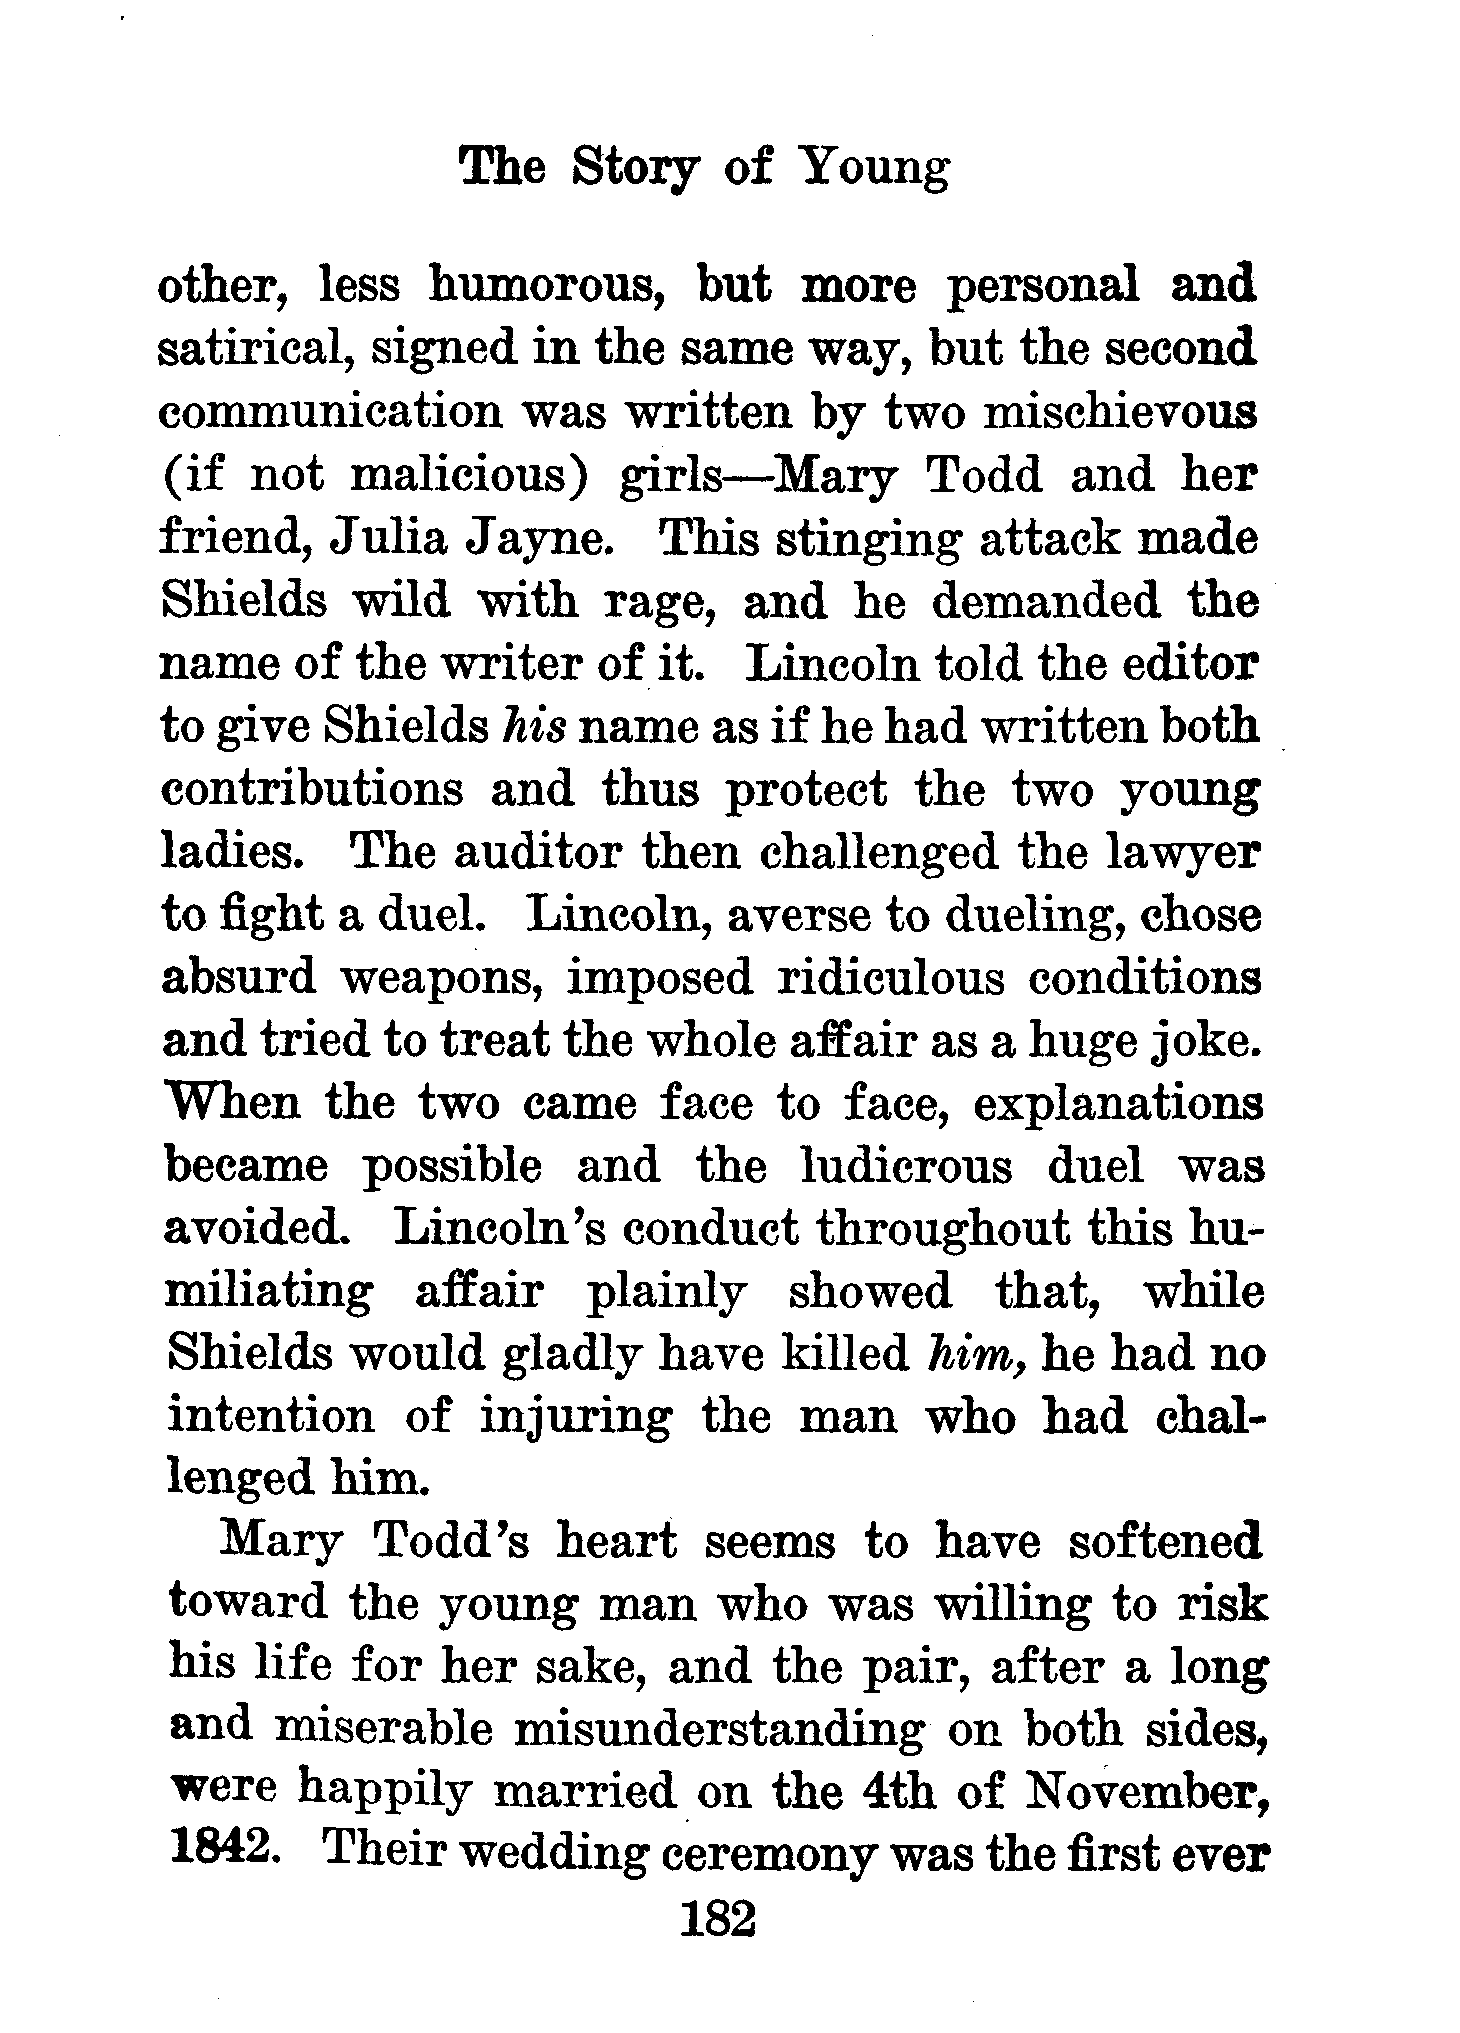 The Story of Young
other, less humorous, but more personal and
satirical, signed in the same way, but the second
communication was written by two mischievous
(if not malicious) girls—Mary Todd and her
friend, Julia Jayne. This stinging attack made
Shields wild with rage, and he demanded the
name of the writer of it. Lincoln told the editor
to give Shields his name as if he had written both
contributions and thus protect the two young
ladies. The auditor then challenged the lawyer
to fight a duel. Lincoln, averse to dueling, chose
absurd weapons, imposed ridiculous conditions
and tried to treat the whole affair as a huge joke.
When the two came face to face, explanations
became possible and the ludicrous duel was
avoided. Lincoln's conduct throughout this hu-
miliating affair plainly showed that, while
Shields would gladly have killed him, he had no
intention of injuring the man who had chal-
lenged him.
Mary Todd's heart seems to have softened
toward the young man who was willing to risk
his life for her sake, and the pair, after a long
and miserable misunderstanding on both sides,
were happily married on the 4th of November,
1842. Their wedding ceremony was the first ever
182